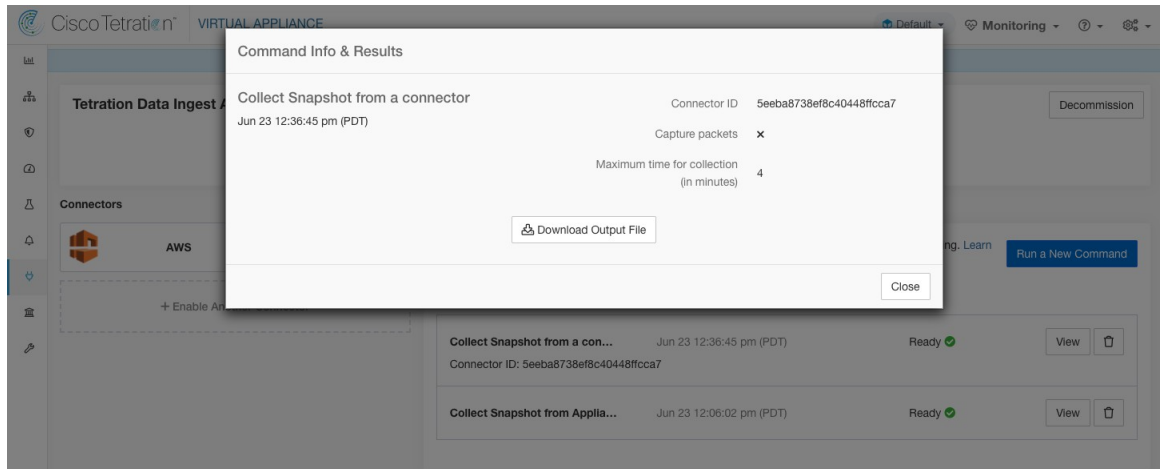 Cisco Tetration™ VIRTUAL APPLIANCE
Default
Monitoring
Command Info & Results
Collect Snapshot from a connector
Jun 23 12:36:45 pm (PDT)
Connector ID 5eeba8738ef8c40448ffcca7
Capture packets ×
Maximum time for collection
(in minutes) 4
Download Output File
Close
Tetration Data Ingest
Decommission
Connectors
AWS
ng. Learn
Run a New Command
+ Enable An
Collect Snapshot from a con... Jun 23 12:36:45 pm (PDT) Ready View
Connector ID: 5eeba8738ef8c40448ffcca7
Collect Snapshot from Applia... Jun 23 12:06:02 pm (PDT) Ready View